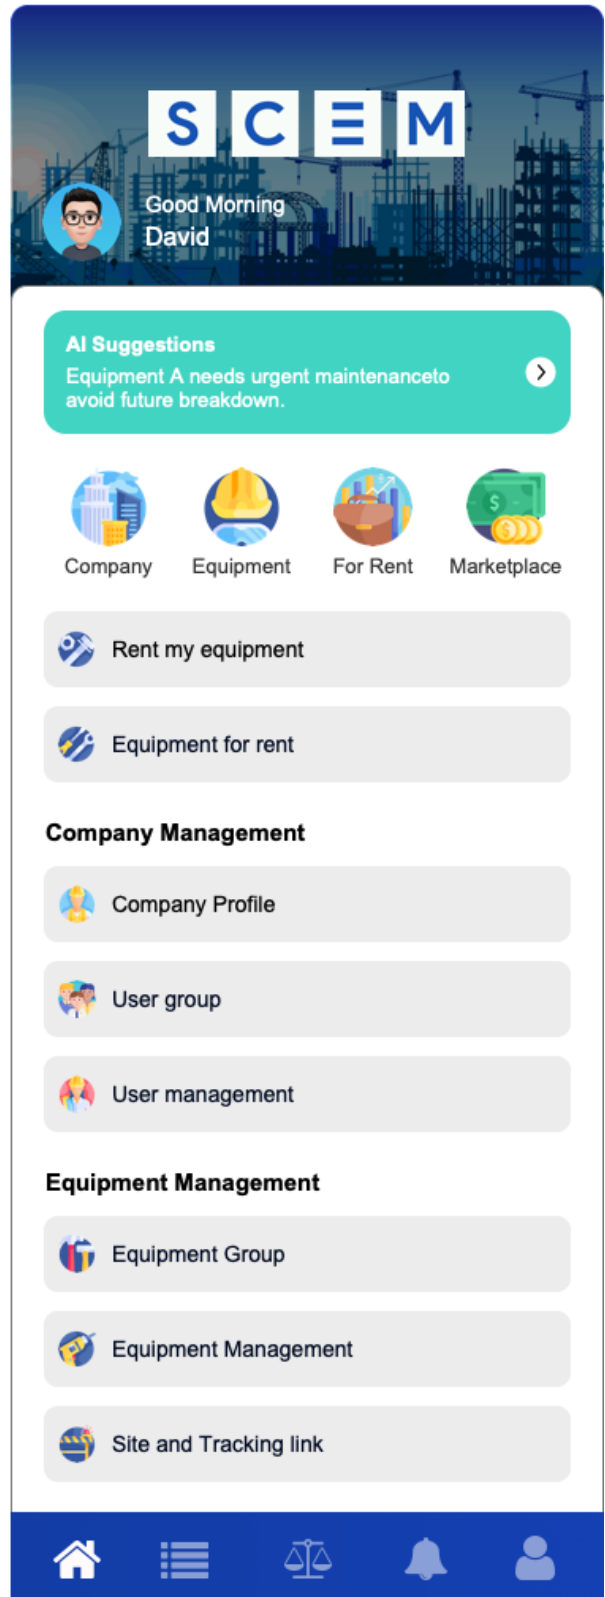 SCEM
Good Morning
David
AI Suggestions
Equipment A needs urgent maintenanceto
avoid future breakdown.
Company Equipment For Rent Marketplace
Rent my equipment
Equipment for rent
Company Management
Company Profile
User group
User management
Equipment Management
Equipment Group
Equipment Management
Site and Tracking link